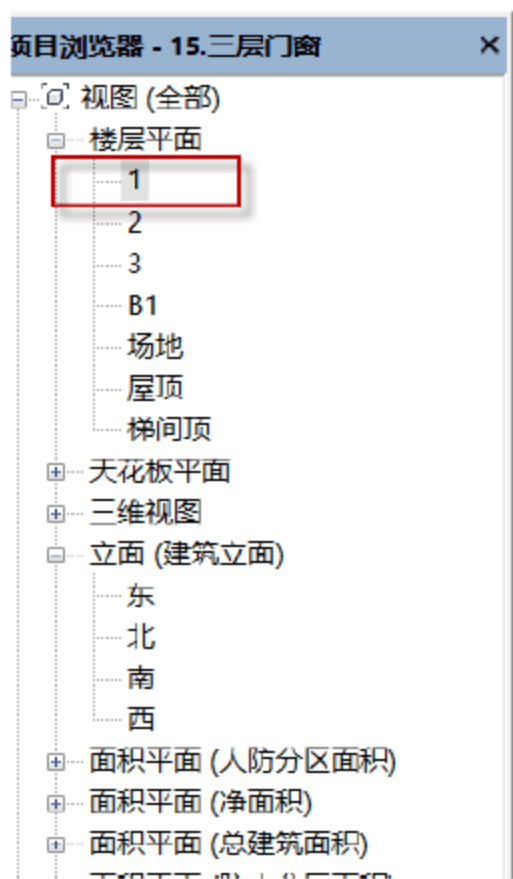 项目浏览器 - 15.三层门窗
视图 (全部)
楼层平面
1
2
3
B1
场地
屋顶
梯间顶
天花板平面
三维视图
立面 (建筑立面)
东
北
南
西
面积平面 (人防分区面积)
面积平面 (净面积)
面积平面 (总建筑面积)